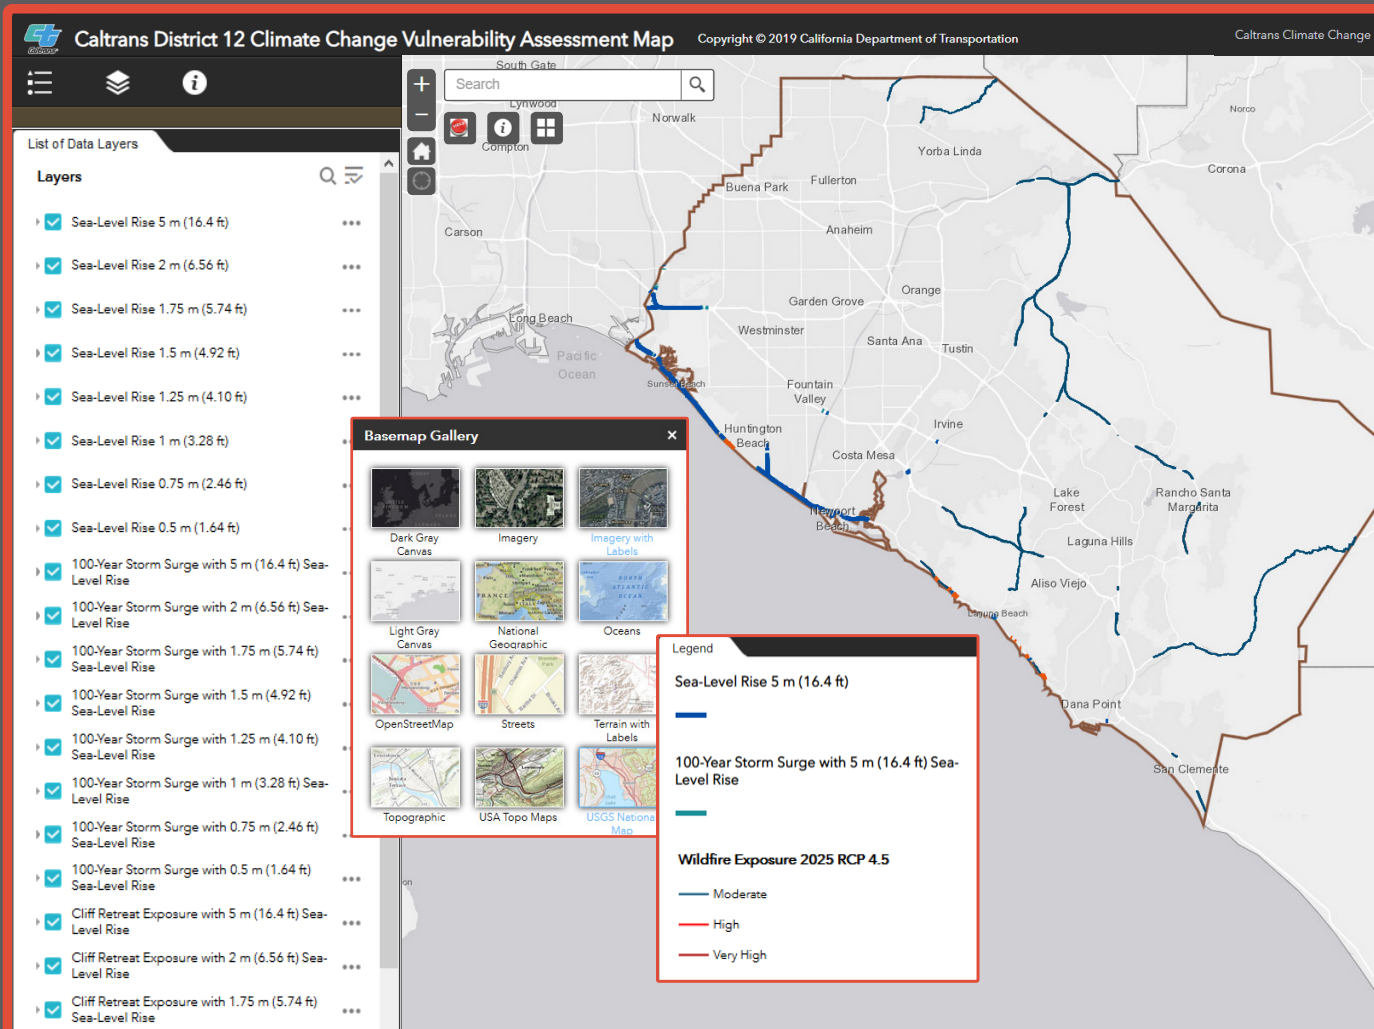 Caltrans
Caltrans District 12 Climate Change Vulnerability Assessment Map
Copyright © 2019 California Department of Transportation
Caltrans Climate Change
List of Data Layers
Layers
Sea-Level Rise 5 m (16.4 ft)
Sea-Level Rise 2 m (6.56 ft)
Sea-Level Rise 1.75 m (5.74 ft)
Sea-Level Rise 1.5 m (4.92 ft)
Sea-Level Rise 1.25 m (4.10 ft)
Sea-Level Rise 1 m (3.28 ft)
Sea-Level Rise 0.75 m (2.46 ft)
Sea-Level Rise 0.5 m (1.64 ft)
100-Year Storm Surge with 5 m (16.4 ft) Sea-
Level Rise
100-Year Storm Surge with 2 m (6.56 ft) Sea-
Level Rise
100-Year Storm Surge with 1.75 m (5.74 ft)
Sea-Level Rise
100-Year Storm Surge with 1.5 m (4.92 ft)
Sea-Level Rise
100-Year Storm Surge with 1.25 m (4.10 ft)
Sea-Level Rise
100-Year Storm Surge with 1 m (3.28 ft) Sea-
Level Rise
100-Year Storm Surge with 0.75 m (2.46 ft)
Sea-Level Rise
100-Year Storm Surge with 0.5 m (1.64 ft)
Sea-Level Rise
Cliff Retreat Exposure with 5 m (16.4 ft) Sea-
Level Rise
Cliff Retreat Exposure with 2 m (6.56 ft) Sea-
Level Rise
Cliff Retreat Exposure with 1.75 m (5.74 ft)
Sea-Level Rise
Search
South Gate
Lynwood
Norwalk
Compton
Norco
Yorba Linda
Corona
Fullerton
Buena Park
Anaheim
Carson
Orange
Garden Grove
Long Beach
Westminster
Santa Ana
Tustin
Pacific
Ocean
Sunset Beach
Fountain
Valley
Irvine
Huntington
Beach
Costa Mesa
Lake
Forest
Rancho Santa
Margarita
Newport
Beach
Laguna Hills
Aliso Viejo
Laguna Beach
Dana Point
San Clemente
on
Basemap Gallery
Dark Gray
Canvas
Imagery
Imagery with
Labels
Light Gray
Canvas
FRANCE
National
Geographic
NORTH
ATLANTIC
OCEAN
Oceans
OpenStreetMap
Streets
Terrain with
Labels
Topographic
USA Topo Maps
USGS Nationa
Map
Legend
Sea-Level Rise 5 m (16.4 ft)
100-Year Storm Surge with 5 m (16.4 ft) Sea-
Level Rise
Wildfire Exposure 2025 RCP 4.5
Moderate
High
Very High